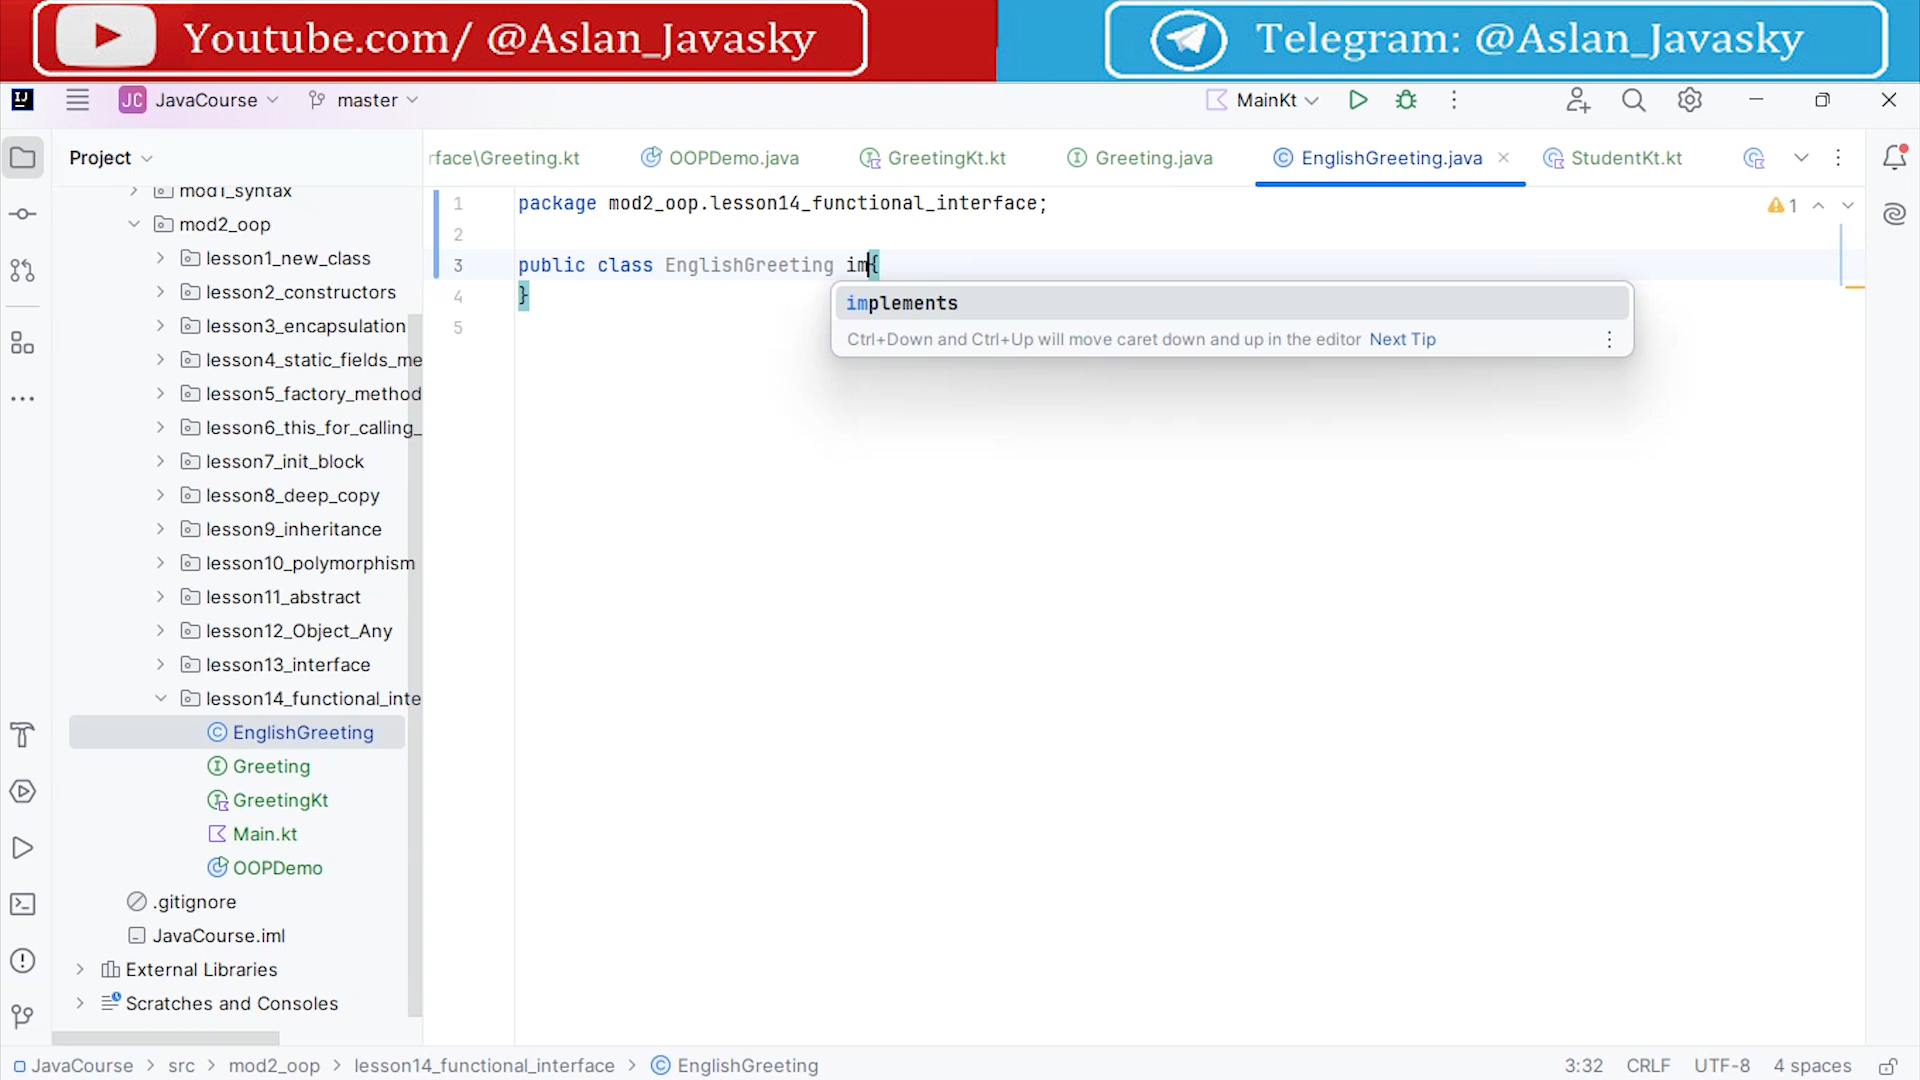 Youtube.com/ @Aslan_Javasky
Telegram: @Aslan_Javasky
JC JavaCourse
master
MainKt
Project
rface\Greeting.kt
OOPDemo.java
GreetingKt.kt
Greeting.java
EnglishGreeting.java
StudentKt.kt
mod1_syntax
mod2_oop
lesson1_new_class
lesson2_constructors
lesson3_encapsulation
lesson4_static_fields_me
lesson5_factory_method
lesson6_this_for_calling_
lesson7_init_block
lesson8_deep_copy
lesson9_inheritance
lesson10_polymorphism
lesson11_abstract
lesson12_Object_Any
lesson13_interface
lesson14_functional_inte
EnglishGreeting
Greeting
GreetingKt
Main.kt
OOPDemo
.gitignore
JavaCourse.iml
External Libraries
Scratches and Consoles
1 package mod2_oop.lesson14_functional_interface;
2
3 public class EnglishGreeting im{
4 }
5
1
implements
Ctrl+Down and Ctrl+Up will move caret down and up in the editor Next Tip
JavaCourse > src > mod2_oop > lesson14_functional_interface > EnglishGreeting
3:32 CRLF UTF-8 4 spaces